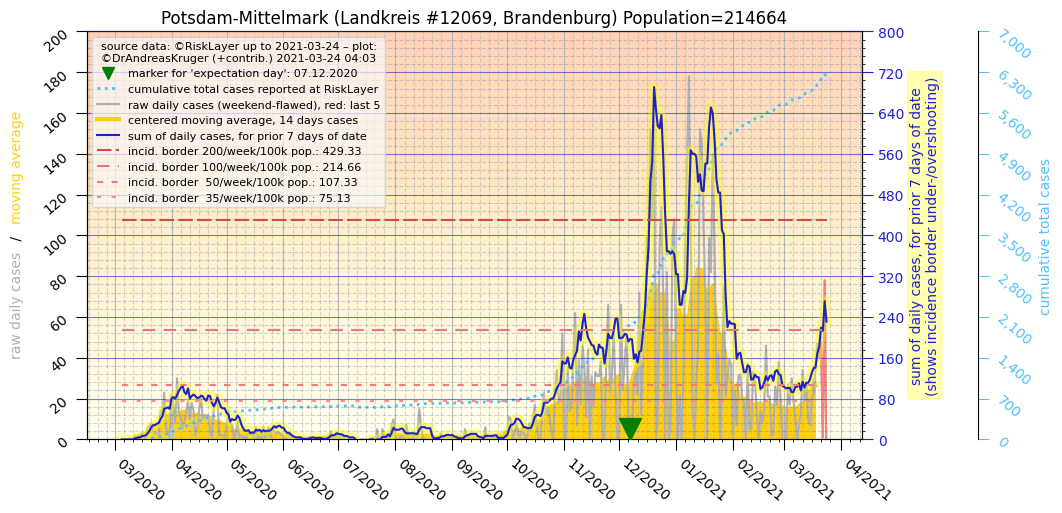 Potsdam-Mittelmark (Landkreis #12069, Brandenburg) Population=214664
source data: ©RiskLayer up to 2021-03-24 – plot:
©DrAndreasKruger (+contrib.) 2021-03-24 04:03
marker for 'expectation day': 07.12.2020
cumulative total cases reported at RiskLayer
raw daily cases (weekend-flawed), red: last 5
centered moving average, 14 days cases
sum of daily cases, for prior 7 days of date
incid. border 200/week/100k pop.: 429.33
incid. border 100/week/100k pop.: 214.66
incid. border  50/week/100k pop.: 107.33
incid. border  35/week/100k pop.: 75.13
raw daily cases / moving average
200
180
160
140
120
100
80
60
40
20
0
03/2020
04/2020
05/2020
06/2020
07/2020
08/2020
09/2020
10/2020
11/2020
12/2020
01/2021
02/2021
03/2021
04/2021
800
720
640
560
480
400
320
240
160
80
0
sum of daily cases, for prior 7 days of date
(shows incidence border under-/overshooting)
7,000
6,300
5,600
4,900
4,200
3,500
2,800
2,100
1,400
700
0
cumulative total cases